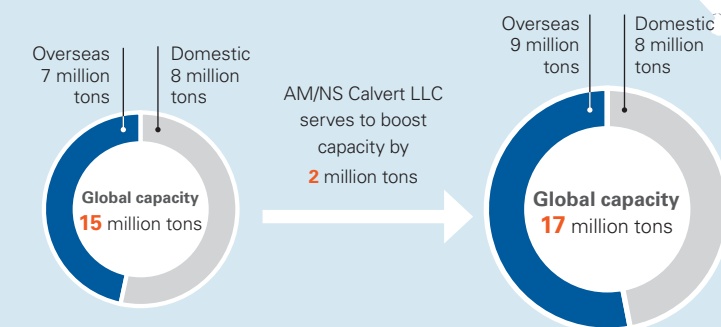 Overseas
7 million
tons
Domestic
8 million
tons
Global capacity
15 million tons
AM/NS Calvert LLC
serves to boost
capacity by
2 million tons
Overseas
9 million
tons
Domestic
8 million
tons
Global capacity
17 million tons